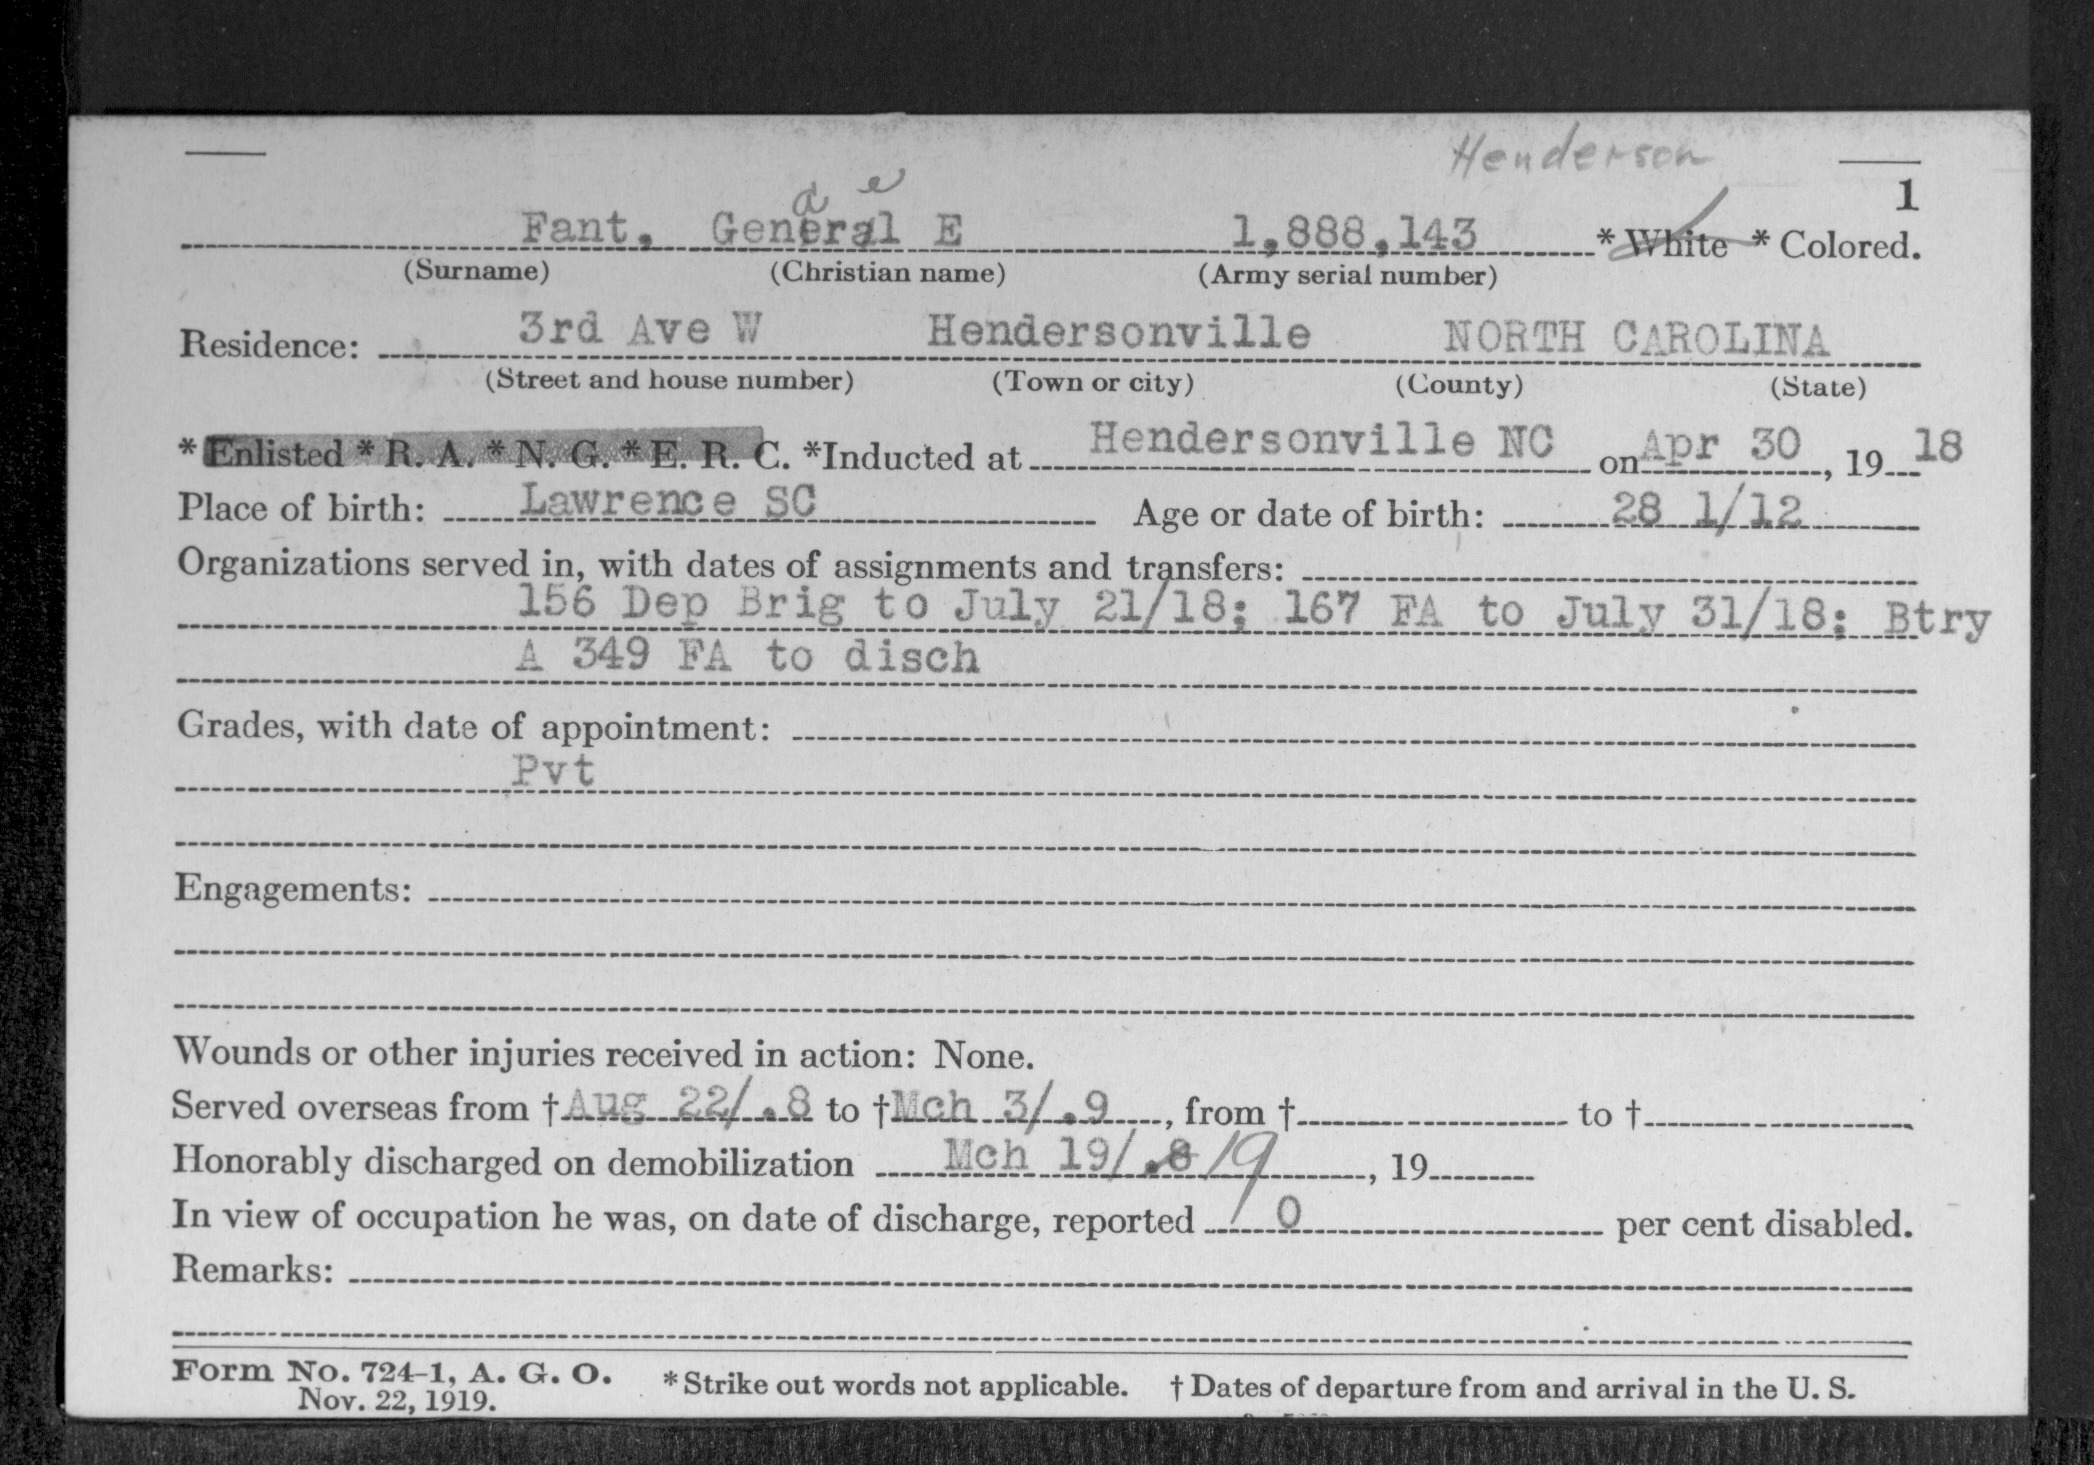 Henderson
1
a e
Fant, General E 1,888,143 * White * Colored.
(Surname) (Christian name) (Army serial number)
3rd Ave W Hendersonville NORTH CAROLINA
Residence:
(Street and house number) (Town or city) (County) (State)
* Enlisted * R. A. * N. G. * E. R. C. *Inducted at Hendersonville NC on Apr 30, 19 18
Place of birth: Lawrence SC Age or date of birth: 28 1/12
Organizations served in, with dates of assignments and transfers:
156 Dep Brig to July 21/18; 167 FA to July 31/18; Btry
A 349 FA to disch
Grades, with date of appointment:
Pvt
Engagements:
Wounds or other injuries received in action: None.
Served overseas from † Aug 22/.8 to † Mch 3/.9, from † to †
Honorably discharged on demobilization Mch 19/.8 19, 19
In view of occupation he was, on date of discharge, reported 0 per cent disabled.
Remarks:
Form No. 724-1, A. G. O. * Strike out words not applicable. † Dates of departure from and arrival in the U. S.
Nov. 22, 1919.